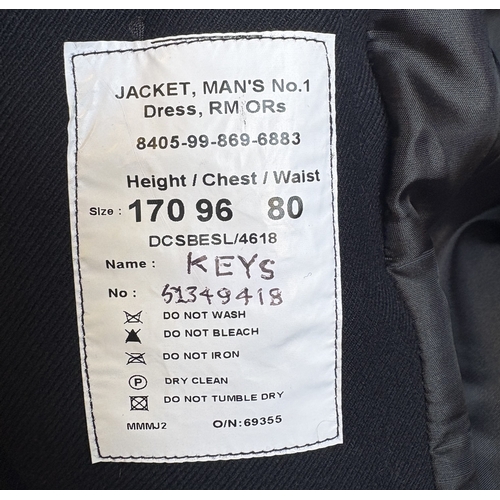 JACKET, MAN'S No.1
Dress, RM ORs
8405-99-869-6883
Height / Chest / Waist
Size : 170 96 80
DCSBESL/4618
Name : KEYS
No : 51349418
DO NOT WASH
DO NOT BLEACH
DO NOT IRON
P DRY CLEAN
DO NOT TUMBLE DRY
MMMJ2 O/N: 69355